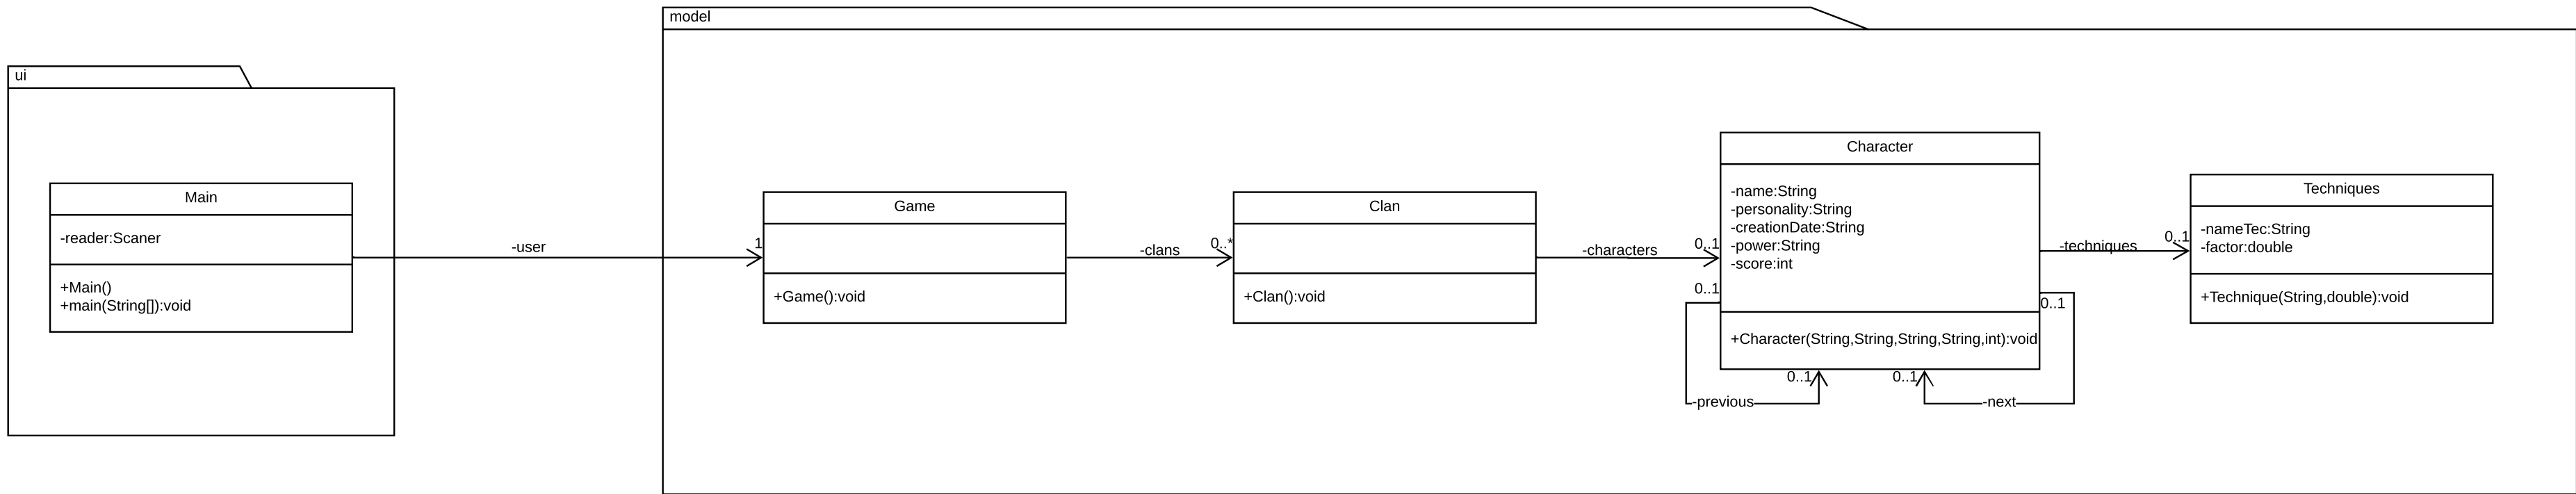 model
ui
Main
-reader:Scaner
+Main()
+main(String[]):void
-user
1
Game
+Game():void
-clans
0..*
Clan
+Clan():void
-characters
0..1
Character
-name:String
-personality:String
-creationDate:String
-power:String
-score:int
+Character(String,String,String,String,int):void
0..1
0..1
-previous
0..1
0..1
-next
-techniques
0..1
Techniques
-nameTec:String
-factor:double
+Technique(String,double):void